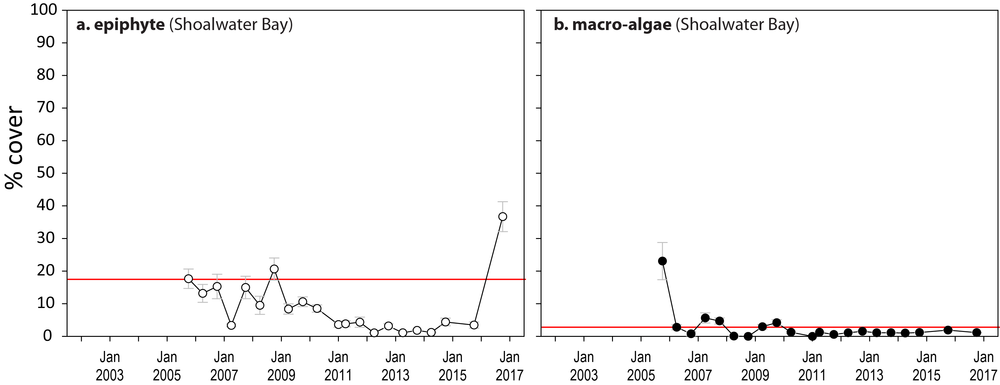 a. epiphyte (Shoalwater Bay)
b. macro-algae (Shoalwater Bay)
% cover
100
90
80
70
60
50
40
30
20
10
0
Jan 2003
Jan 2005
Jan 2007
Jan 2009
Jan 2011
Jan 2013
Jan 2015
Jan 2017
Jan 2003
Jan 2005
Jan 2007
Jan 2009
Jan 2011
Jan 2013
Jan 2015
Jan 2017